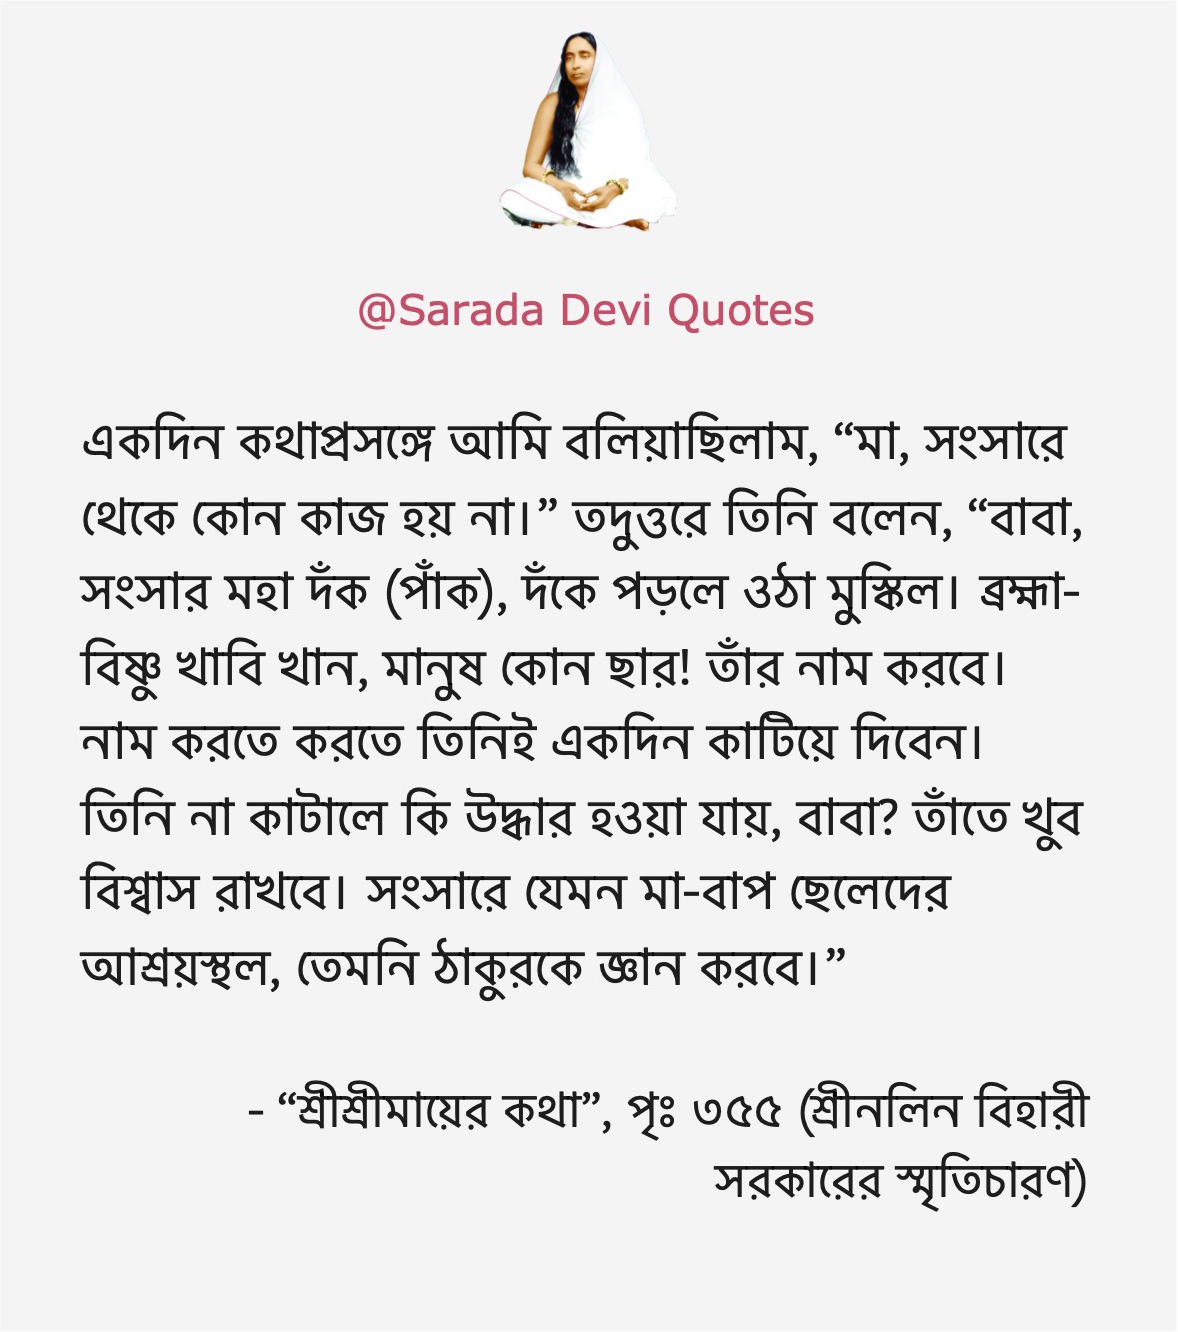 @Sarada Devi Quotes
একদিন কথাপ্রসঙ্গে আমি বলিয়াছিলাম, “মা, সংসারে
থেকে কোন কাজ হয় না।” তদুত্তরে তিনি বলেন, “বাবা,
সংসার মহা দঁক (পাঁক), দঁকে পড়লে ওঠা মুস্কিল। ব্রহ্মা-
বিষ্ণু খাবি খান, মানুষ কোন ছার! তাঁর নাম করবে।
নাম করতে করতে তিনিই একদিন কাটিয়ে দিবেন।
তিনি না কাটালে কি উদ্ধার হওয়া যায়, বাবা? তাঁতে খুব
বিশ্বাস রাখবে। সংসারে যেমন মা-বাপ ছেলেদের
আশ্রয়স্থল, তেমনি ঠাকুরকে জ্ঞান করবে।”
- “শ্রীশ্রীমায়ের কথা”, পৃঃ ৩৫৫ (শ্রীনলিন বিহারী
সরকারের স্মৃতিচারণ)